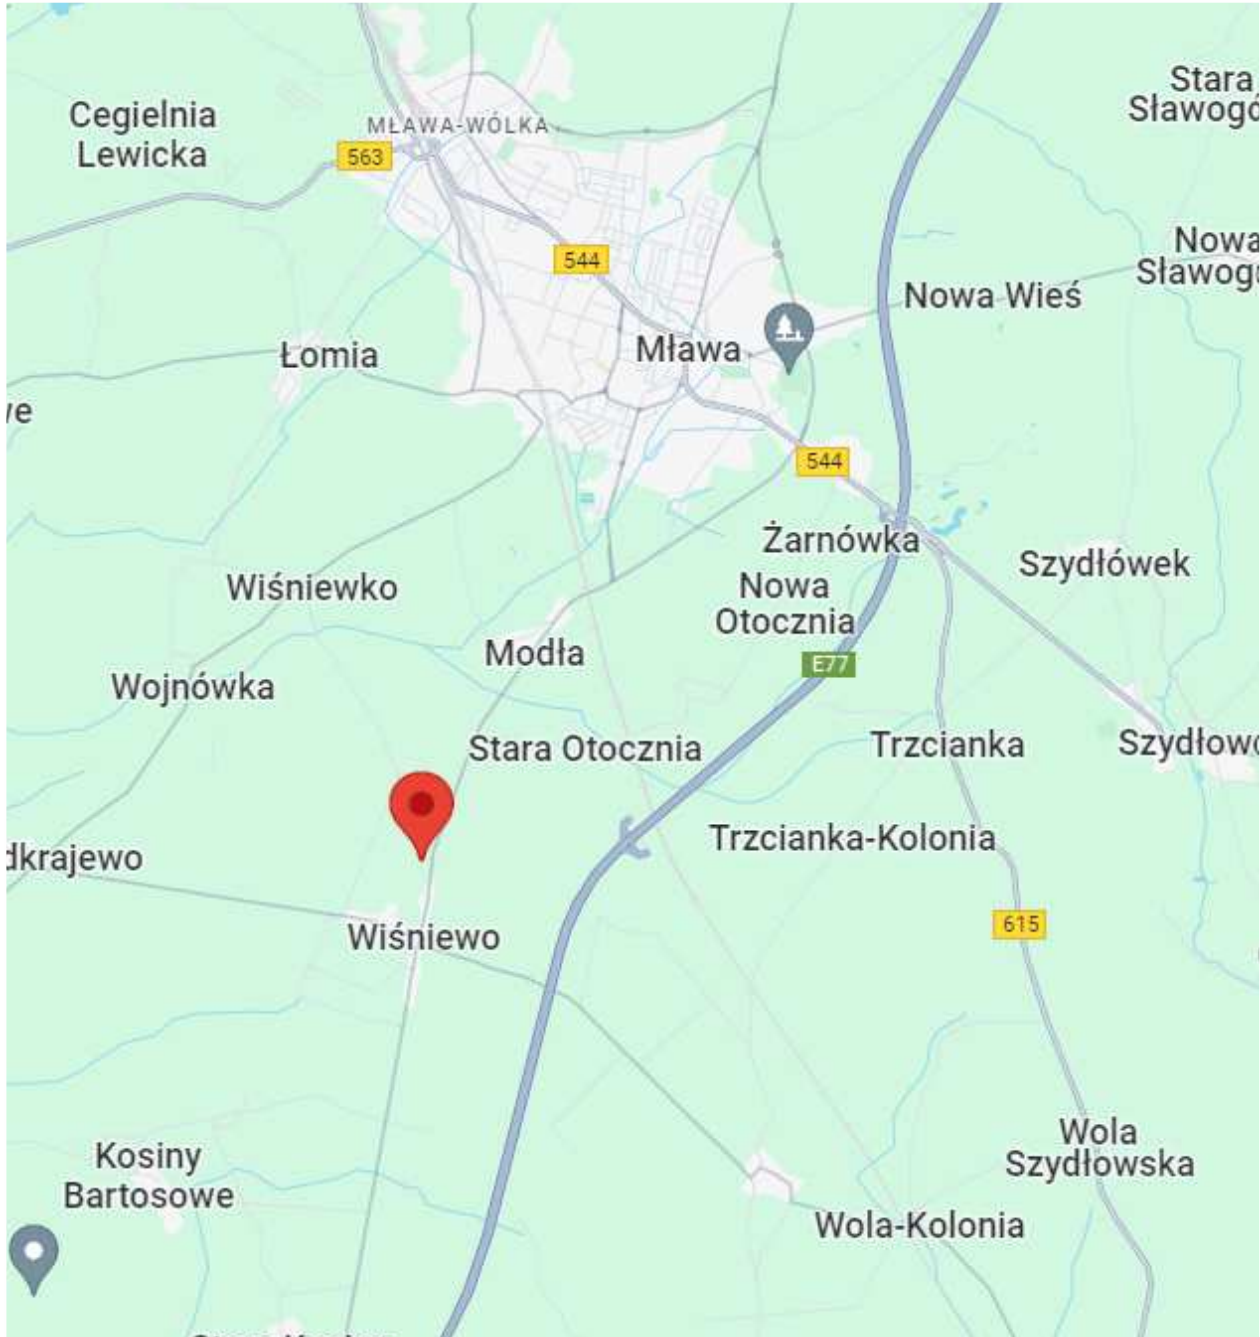 Stara
Sławogó
Cegielnia
Lewicka
MŁAWA-WÓLKA
563
Nowa
Sławogó
544
Nowa Wieś
Mława
Łomia
we
544
Żarnówka
Szydłówek
Nowa
Otocznia
Wiśniewko
Modła
E77
Wojnówka
Stara Otocznia
Trzcianka
Szydłowo
Trzcianka-Kolonia
dkrajewo
615
Wiśniewo
Wola
Szydłowska
Kosiny
Bartosowe
Wola-Kolonia